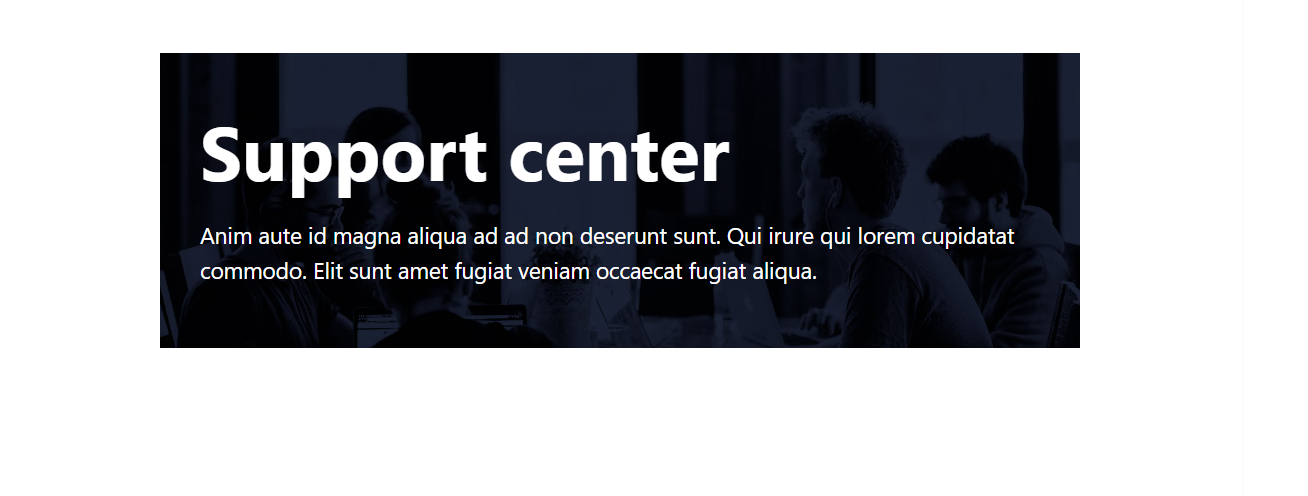 Support center
Anim aute id magna aliqua ad ad non deserunt sunt. Qui irure qui lorem cupidatat
commodo. Elit sunt amet fugiat veniam occaecat fugiat aliqua.